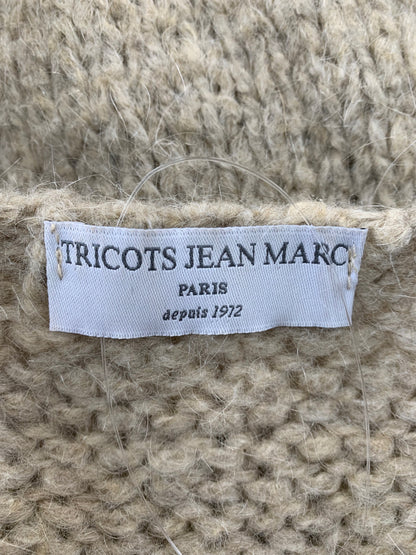 TRICOTS JEAN MARC
PARIS
depuis 1972